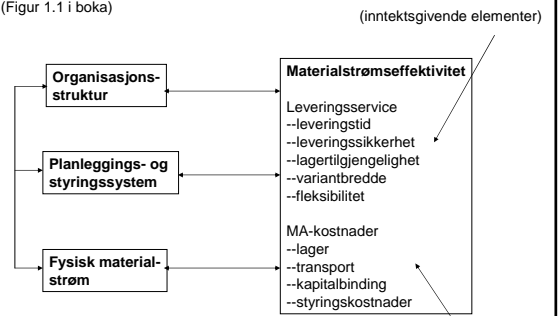 (Figur 1.1 i boka)
(inntektsgivende elementer)
Organisasjons-
struktur
Planleggings- og
styringssystem
Fysisk material-
strøm
Materialstrømseffektivitet
Leveringsservice
--leveringstid
--leveringssikkerhet
--lagertilgjengelighet
--variantbredde
--fleksibilitet
MA-kostnader
--lager
--transport
--kapitalbinding
--styringskostnader